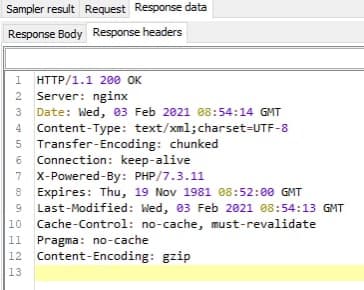 Sampler result Request Response data
Response Body Response headers
1 HTTP/1.1 200 OK
2 Server: nginx
3 Date: Wed, 03 Feb 2021 08:54:14 GMT
4 Content-Type: text/xml;charset=UTF-8
5 Transfer-Encoding: chunked
6 Connection: keep-alive
7 X-Powered-By: PHP/7.3.11
8 Expires: Thu, 19 Nov 1981 08:52:00 GMT
9 Last-Modified: Wed, 03 Feb 2021 08:54:13 GMT
10 Cache-Control: no-cache, must-revalidate
11 Pragma: no-cache
12 Content-Encoding: gzip
13